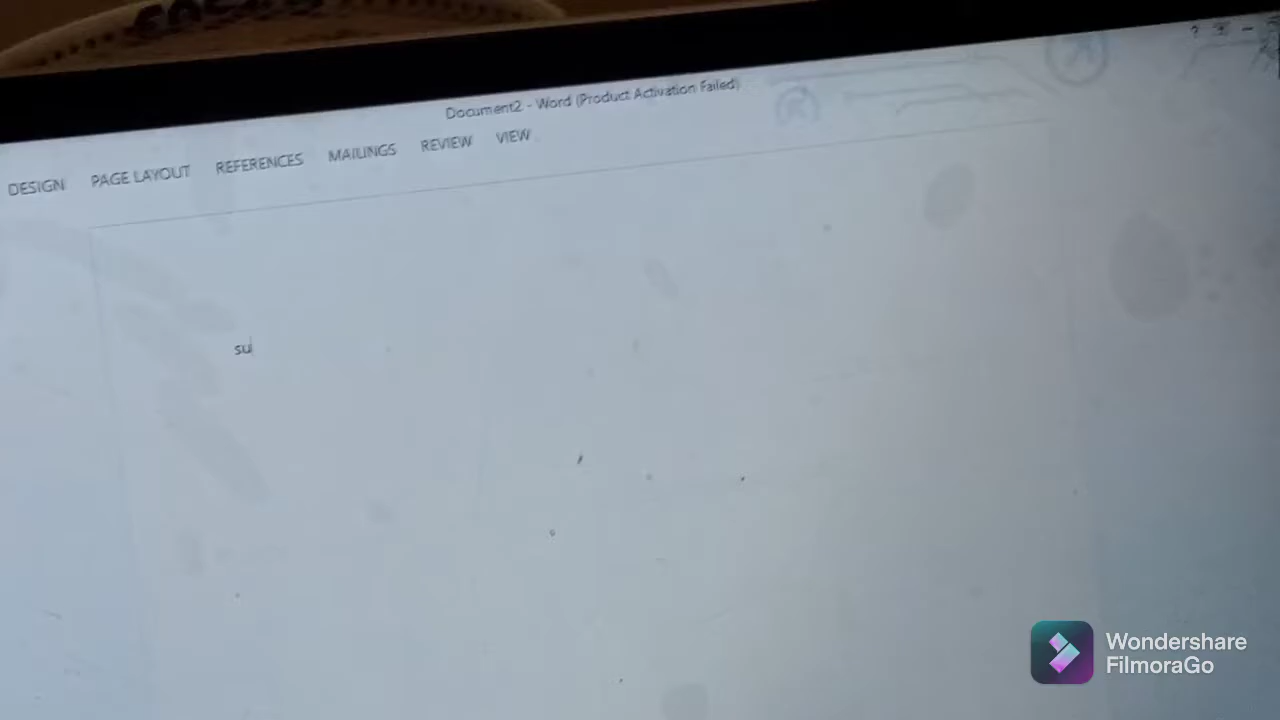 Document2 - Word (Product Activation Failed)
DESIGN PAGE LAYOUT REFERENCES MAILINGS REVIEW VIEW
su
Wondershare
FilmoraGo